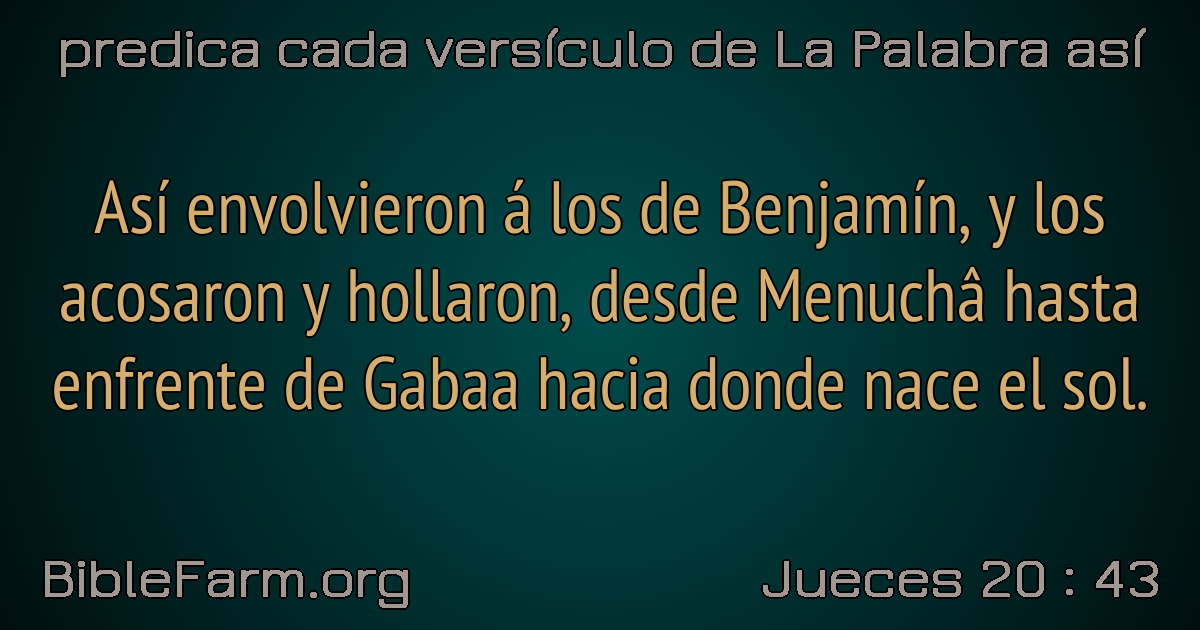 predica cada versículo de La Palabra así
Así envolvieron á los de Benjamín, y los
acosaron y hollaron, desde Menuchâ hasta
enfrente de Gabaa hacia donde nace el sol.
BibleFarm.org
Jueces 20 : 43